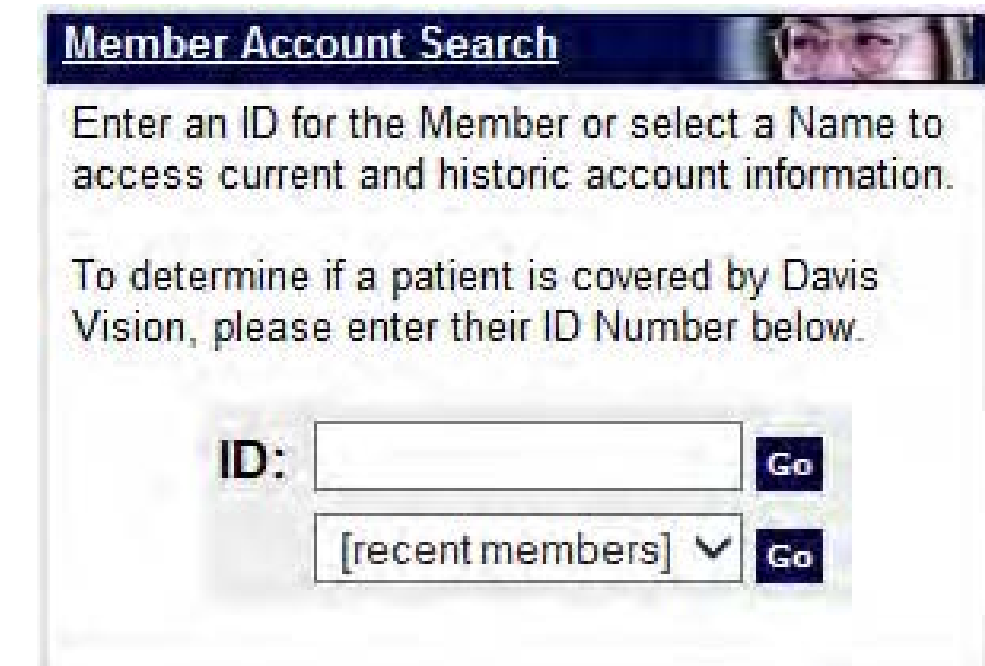 Member Account Search
Enter an ID for the Member or select a Name to
access current and historic account information.
To determine if a patient is covered by Davis
Vision, please enter their ID Number below.
ID: Go
[recent members] Go